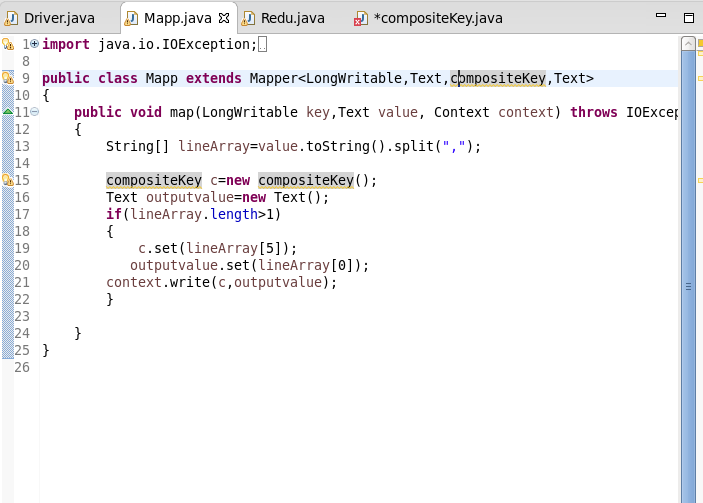 Driver.java Mapp.java Redu.java *compositeKey.java
1 import java.io.IOException;
8
9 public class Mapp extends Mapper<LongWritable,Text,compositeKey,Text>
10 {
11 public void map(LongWritable key,Text value, Context context) throws IOExcep
12 {
13 String[] lineArray=value.toString().split(",");
14
15 compositeKey c=new compositeKey();
16 Text outputvalue=new Text();
17 if(lineArray.length>1)
18 {
19 c.set(lineArray[5]);
20 outputvalue.set(lineArray[0]);
21 context.write(c,outputvalue);
22 }
23
24 }
25 }
26